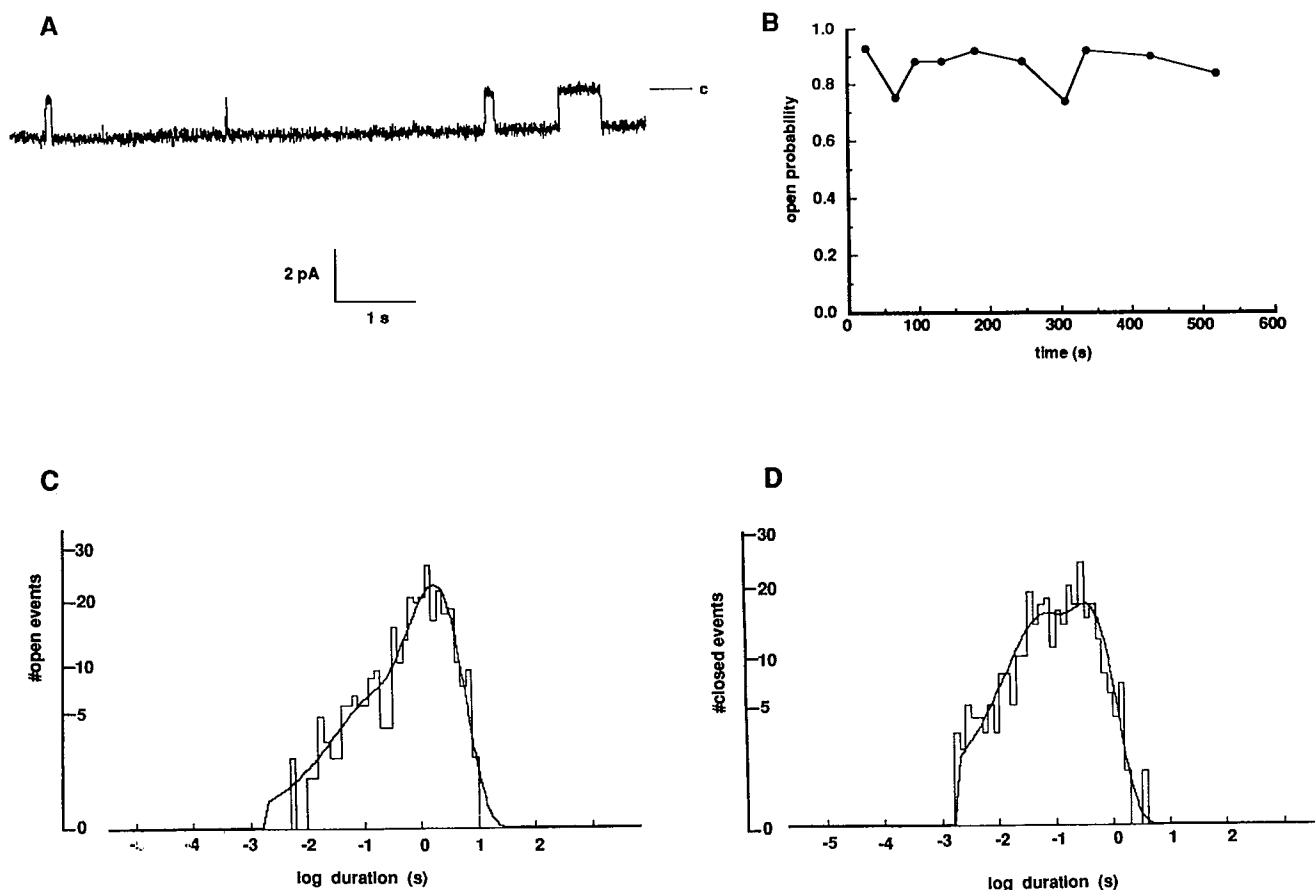 A
c
2 pA
1 s
B
open probability
1.0
0.8
0.6
0.4
0.2
0.0
0 100 200 300 400 500 600
time (s)
C
#open events
30
20
10
5
0
-4 -3 -2 -1 0 1 2
log duration (s)
D
#closed events
30
20
10
5
0
-5 -4 -3 -2 -1 0 1 2
log duration (s)